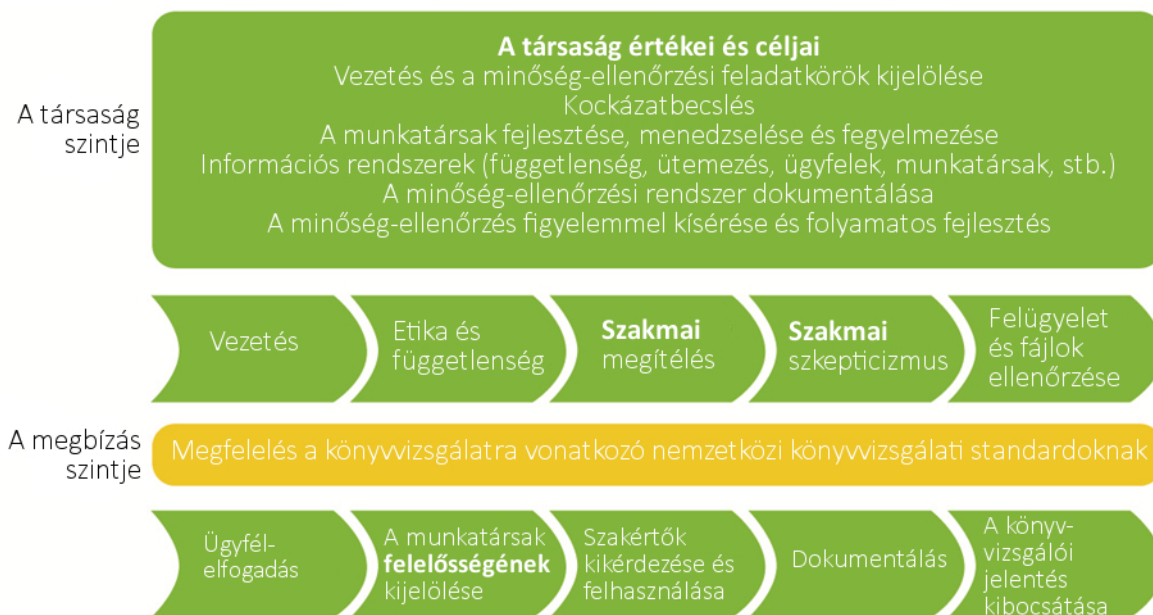 A társaság
szintje
A társaság értékei és céljai
Vezetés és a minőség-ellenőrzési feladatkörök kijelölése
Kockázatbecslés
A munkatársak fejlesztése, menedzselése és fegyelmezése
Információs rendszerek (függetlenség, ütemezés, ügyfelek, munkatársak, stb.)
A minőség-ellenőrzési rendszer dokumentálása
A minőség-ellenőrzés figyelemmel kísérése és folyamatos fejlesztés
Vezetés
Etika és
függetlenség
Szakmai
megítélés
Szakmai
szkepticizmus
Felügyelet
és fájlok
ellenőrzése
A megbízás
szintje
Megfelelés a könyvvizsgálatra vonatkozó nemzetközi könyvvizsgálati standardoknak
Ügyfél-
elfogadás
A munkatársak
felelősségének
kijelölése
Szakértők
kikérdezése és
felhasználása
Dokumentálás
A könyv-
vizsgálói
jelentés
kibocsátása